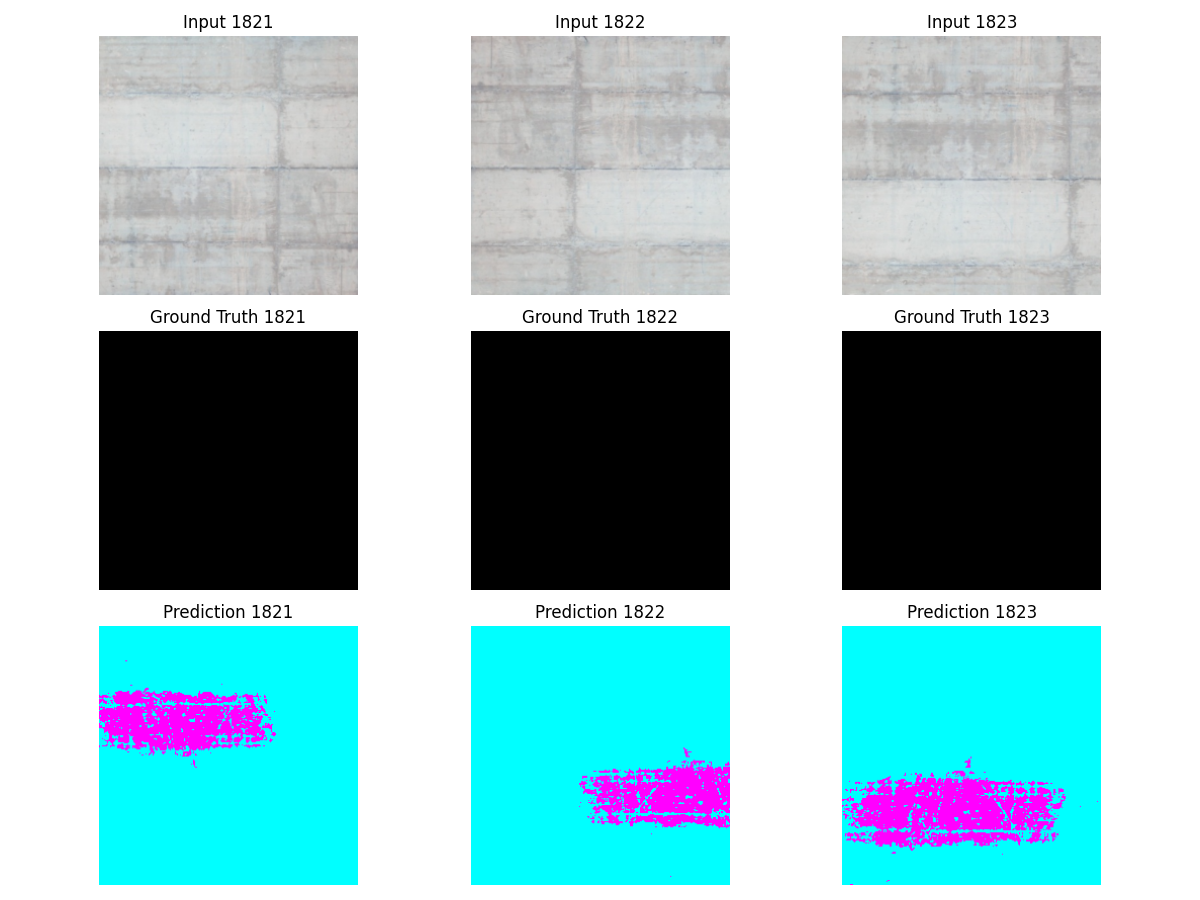 Input 1821
Input 1822
Input 1823
Ground Truth 1821
Ground Truth 1822
Ground Truth 1823
Prediction 1821
Prediction 1822
Prediction 1823